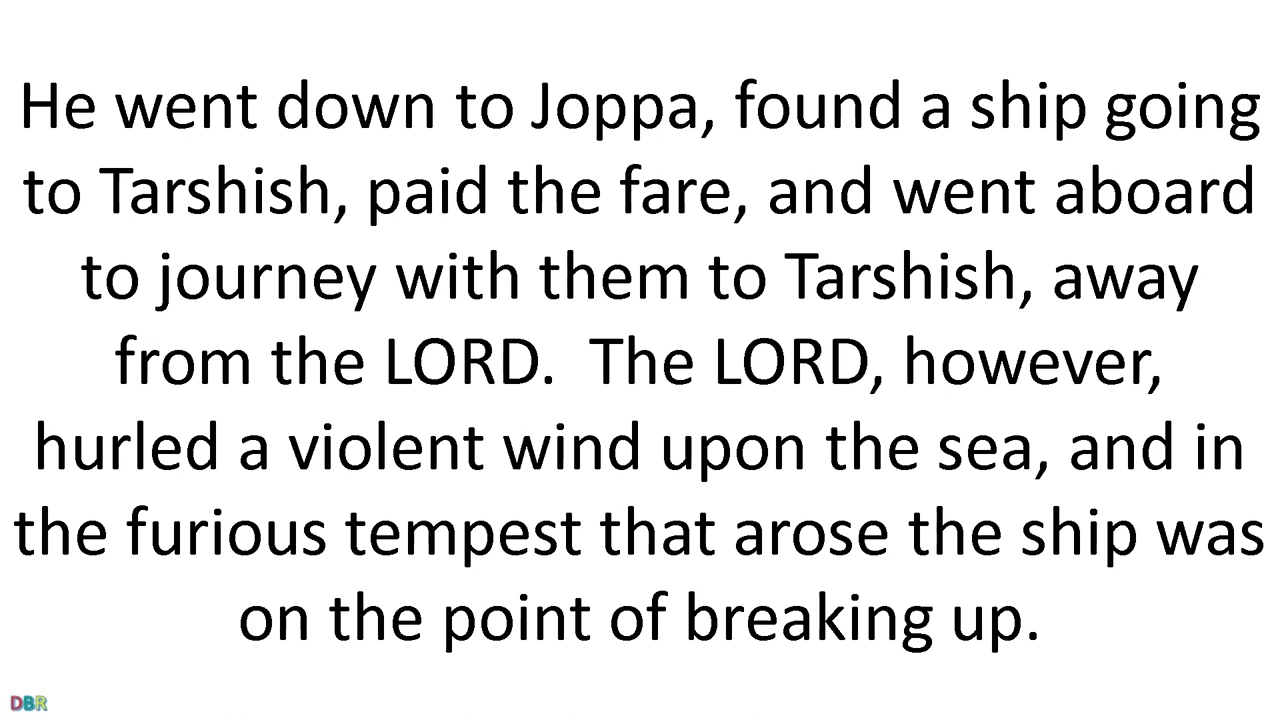 He went down to Joppa, found a ship going
to Tarshish, paid the fare, and went aboard
to journey with them to Tarshish, away
from the LORD.  The LORD, however,
hurled a violent wind upon the sea, and in
the furious tempest that arose the ship was
on the point of breaking up.
DBR